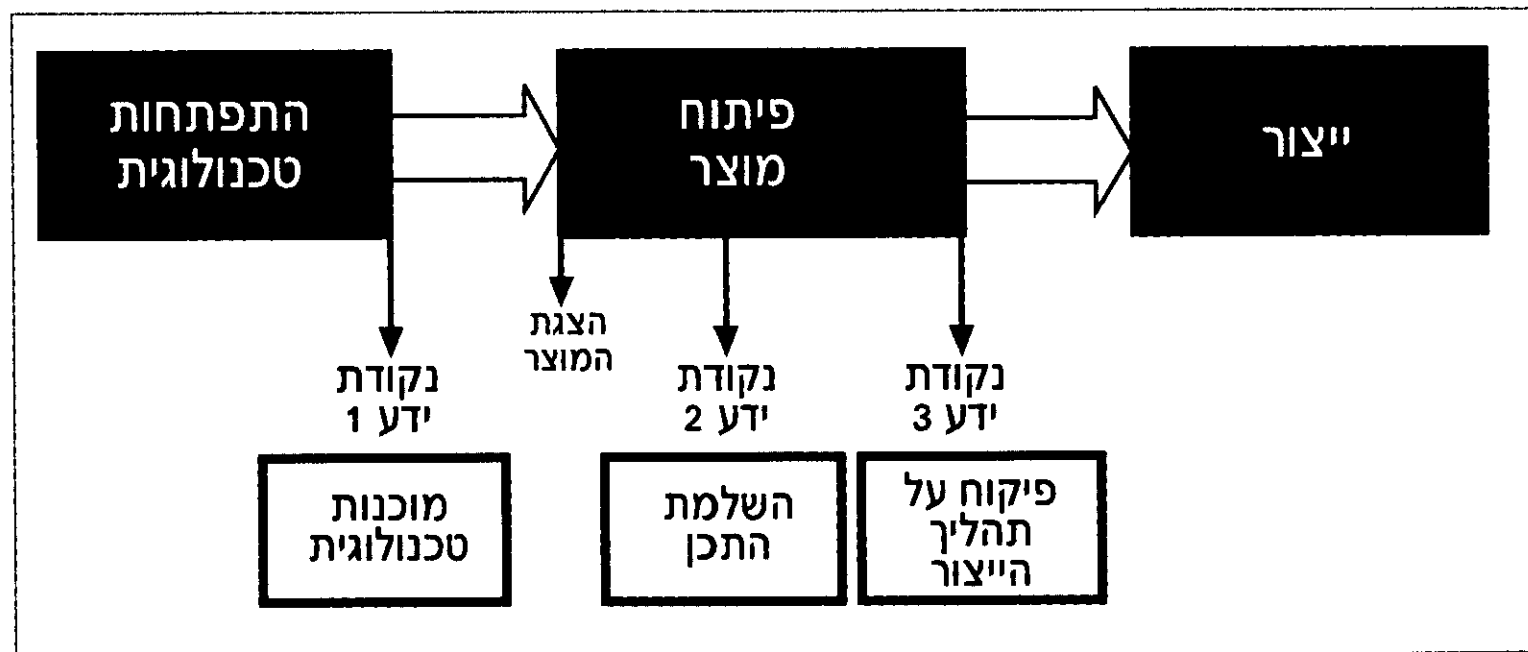 התפתחות
טכנולוגית
פיתוח
מוצר
ייצור
הצגת
המוצר
נקודת
ידע 1
נקודת
ידע 2
נקודת
ידע 3
מוכנות
טכנולוגית
השלמת
התכן
פיקוח על
תהליך
הייצור